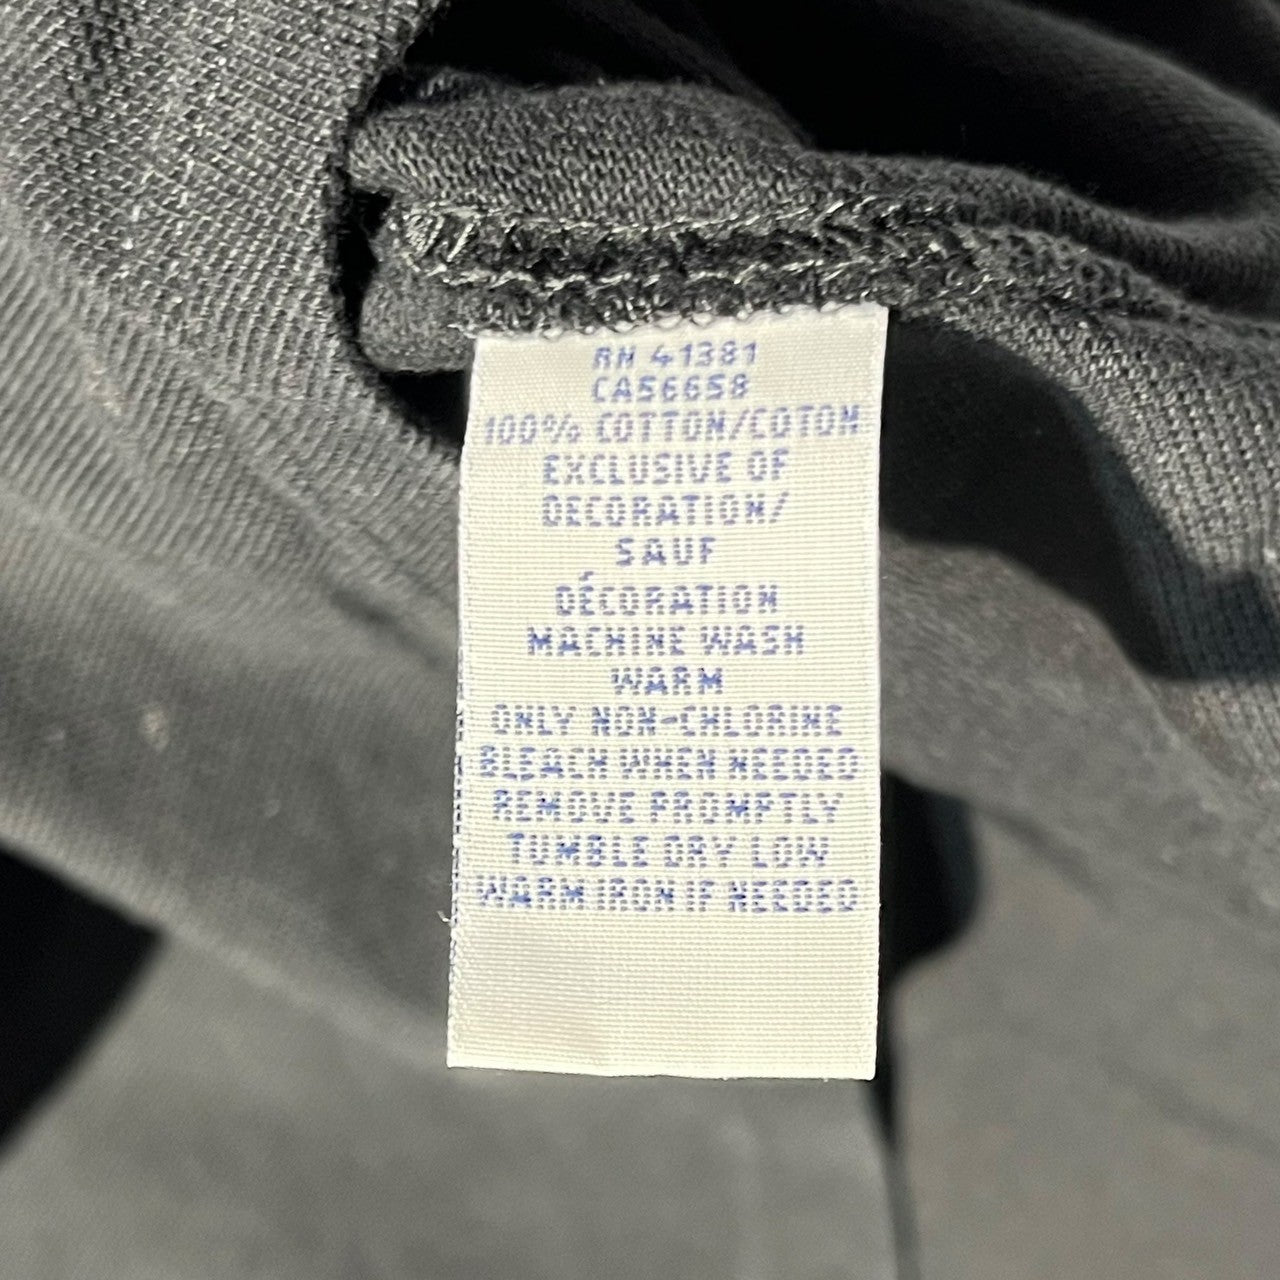 RN 41381
CA56658
100% COTTON/COTON
EXCLUSIVE OF
DECORATION/
SAUF
DÉCORATION
MACHINE WASH
WARM
ONLY NON-CHLORINE
BLEACH WHEN NEEDED
REMOVE PROMPTLY
TUMBLE DRY LOW
WARM IRON IF NEEDED